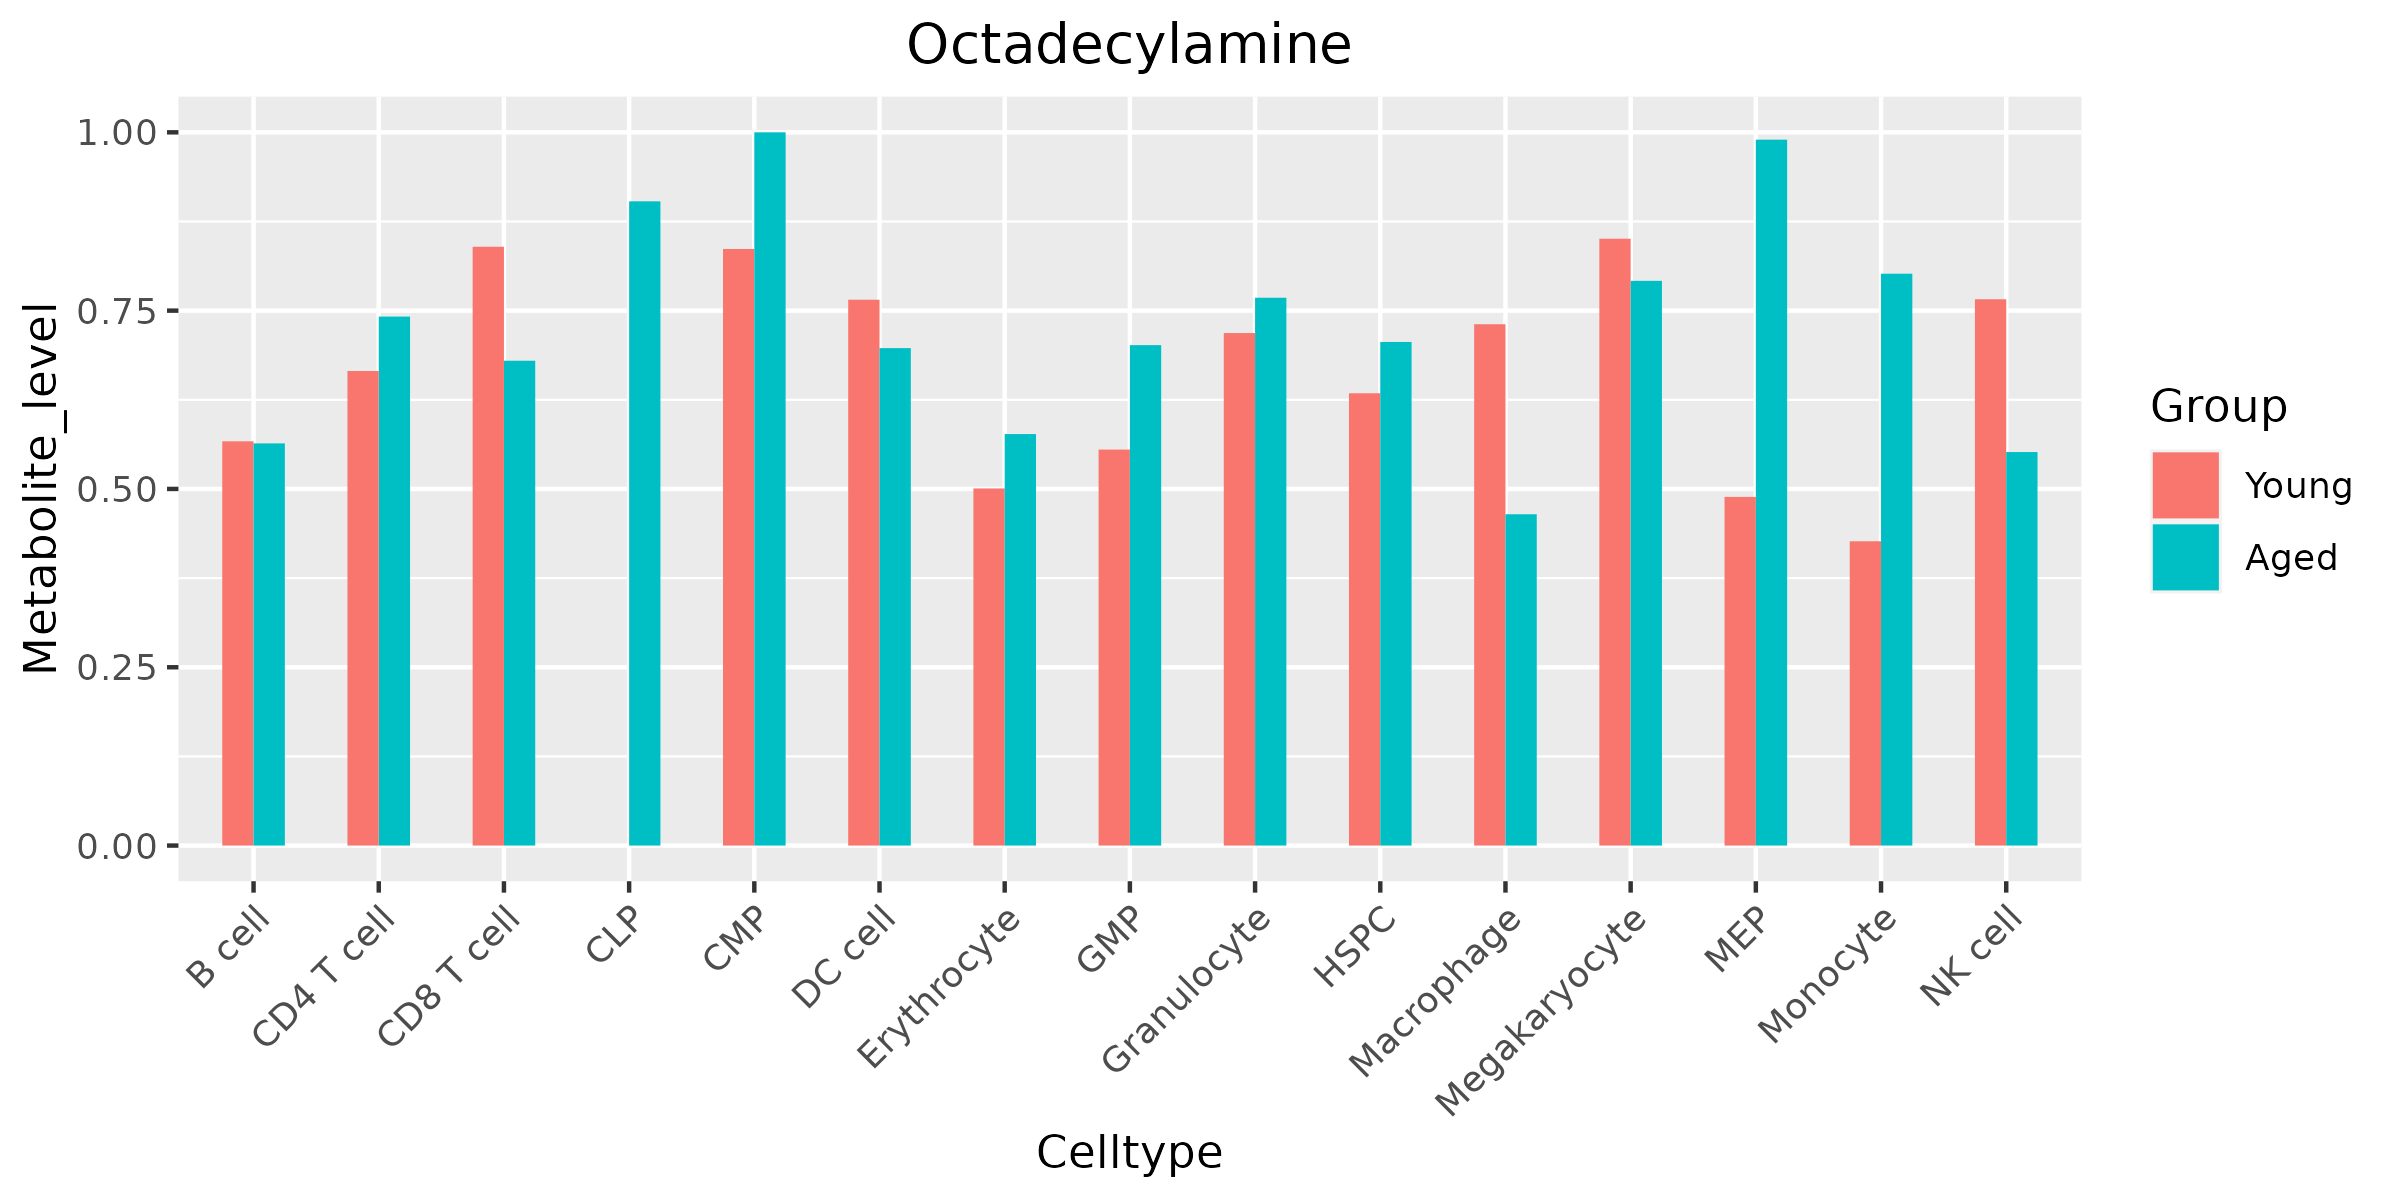 Octadecylamine
Metabolite_level
1.00
0.75
0.50
0.25
0.00
B cell
CD4 T cell
CD8 T cell
CLP
CMP
DC cell
Erythrocyte
GMP
Granulocyte
HSPC
Macrophage
Megakaryocyte
MEP
Monocyte
NK cell
Celltype
Group
Young
Aged